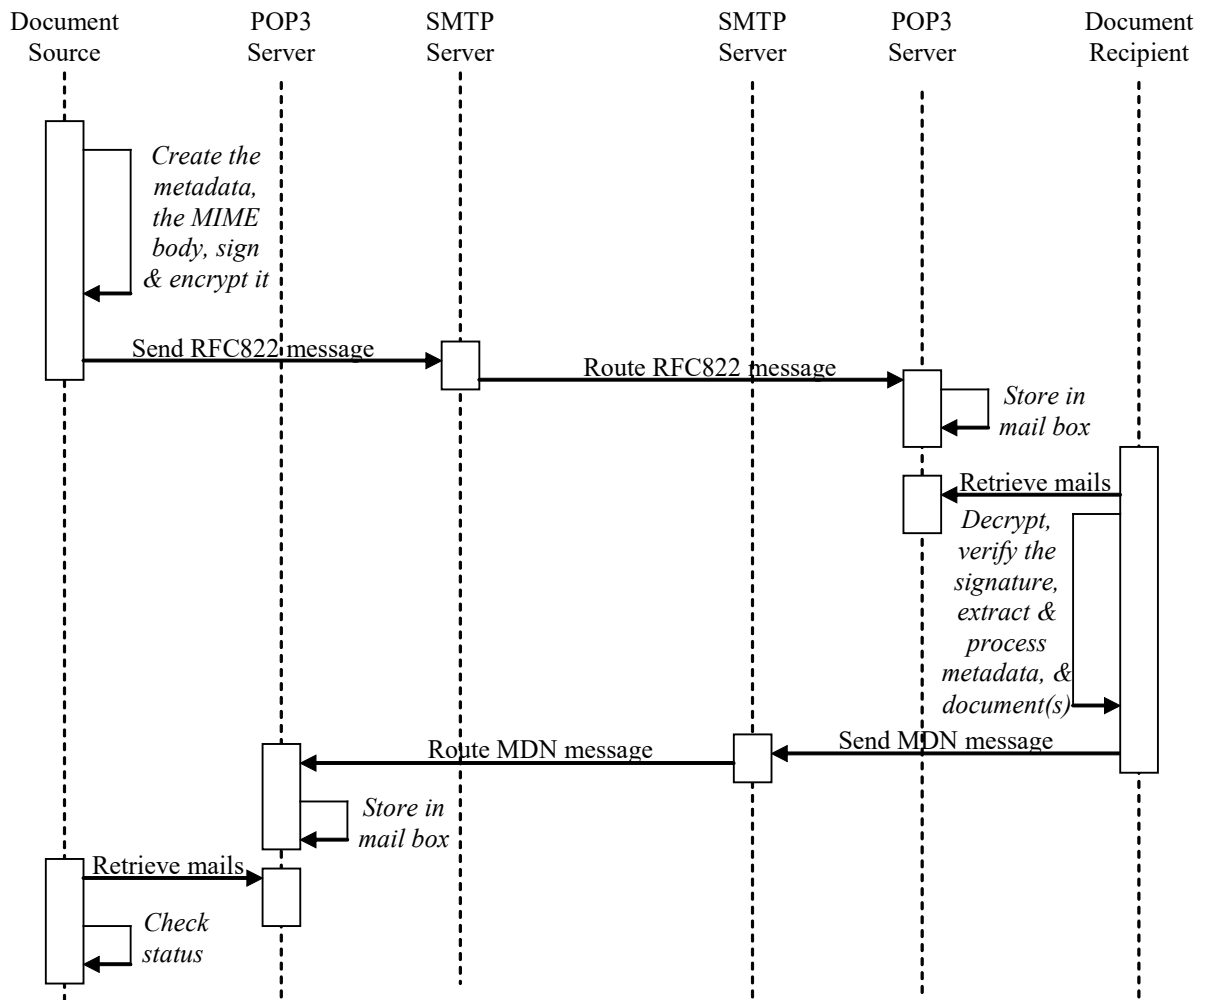 Document
Source
POP3
Server
SMTP
Server
SMTP
Server
POP3
Server
Document
Recipient
Create the
metadata,
the MIME
body, sign
& encrypt it
Send RFC822 message
Route RFC822 message
Store in
mail box
Retrieve mails
Decrypt,
verify the
signature,
extract &
process
metadata, &
document(s)
Send MDN message
Route MDN message
Store in
mail box
Retrieve mails
Check
status